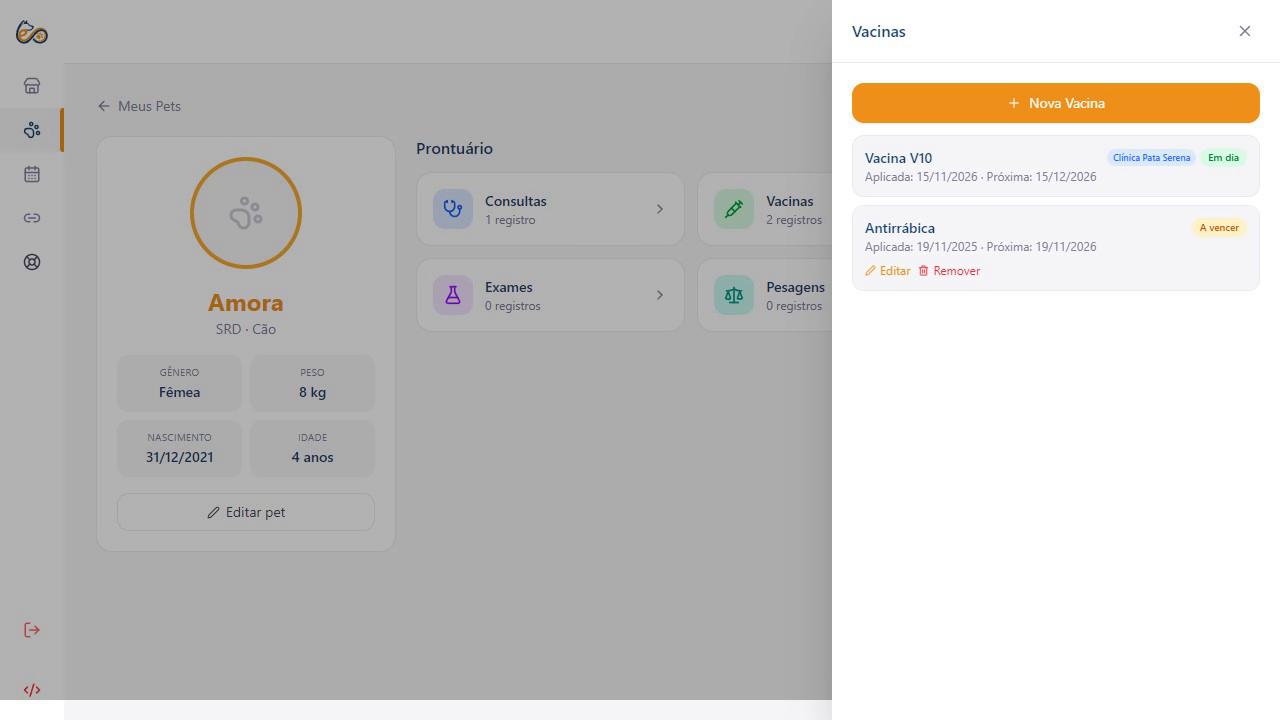 Meus Pets
Amora
SRD · Cão
GÊNERO
Fêmea
PESO
8 kg
NASCIMENTO
31/12/2021
IDADE
4 anos
Editar pet
Prontuário
Consultas
1 registro
Vacinas
2 registros
Exames
0 registros
Pesagens
0 registros
Vacinas
Nova Vacina
Vacina V10
Clínica Pata Serena
Em dia
Aplicada: 15/11/2026 · Próxima: 15/12/2026
Antirrábica
A vencer
Aplicada: 19/11/2025 · Próxima: 19/11/2026
Editar
Remover